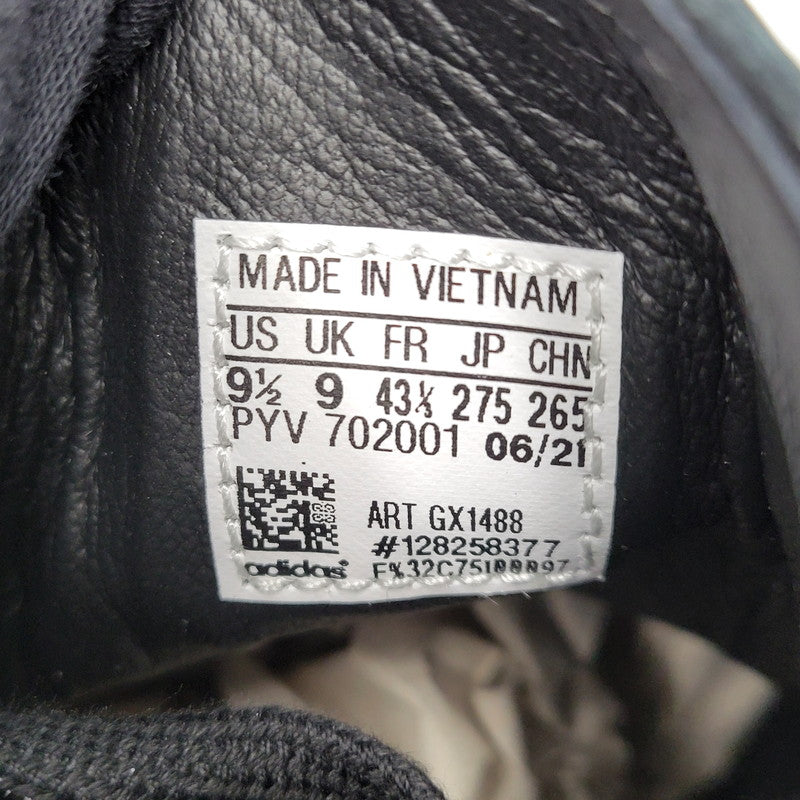 MADE IN VIETNAM
US UK FR JP CHN
9½ 9 43⅓ 275 265
PYV 702001 06/21
ART GX1488
#128258377
adidas